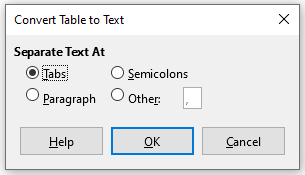 Convert Table to Text
Separate Text At
Tabs Semicolons
Paragraph Other: ,
Help OK Cancel